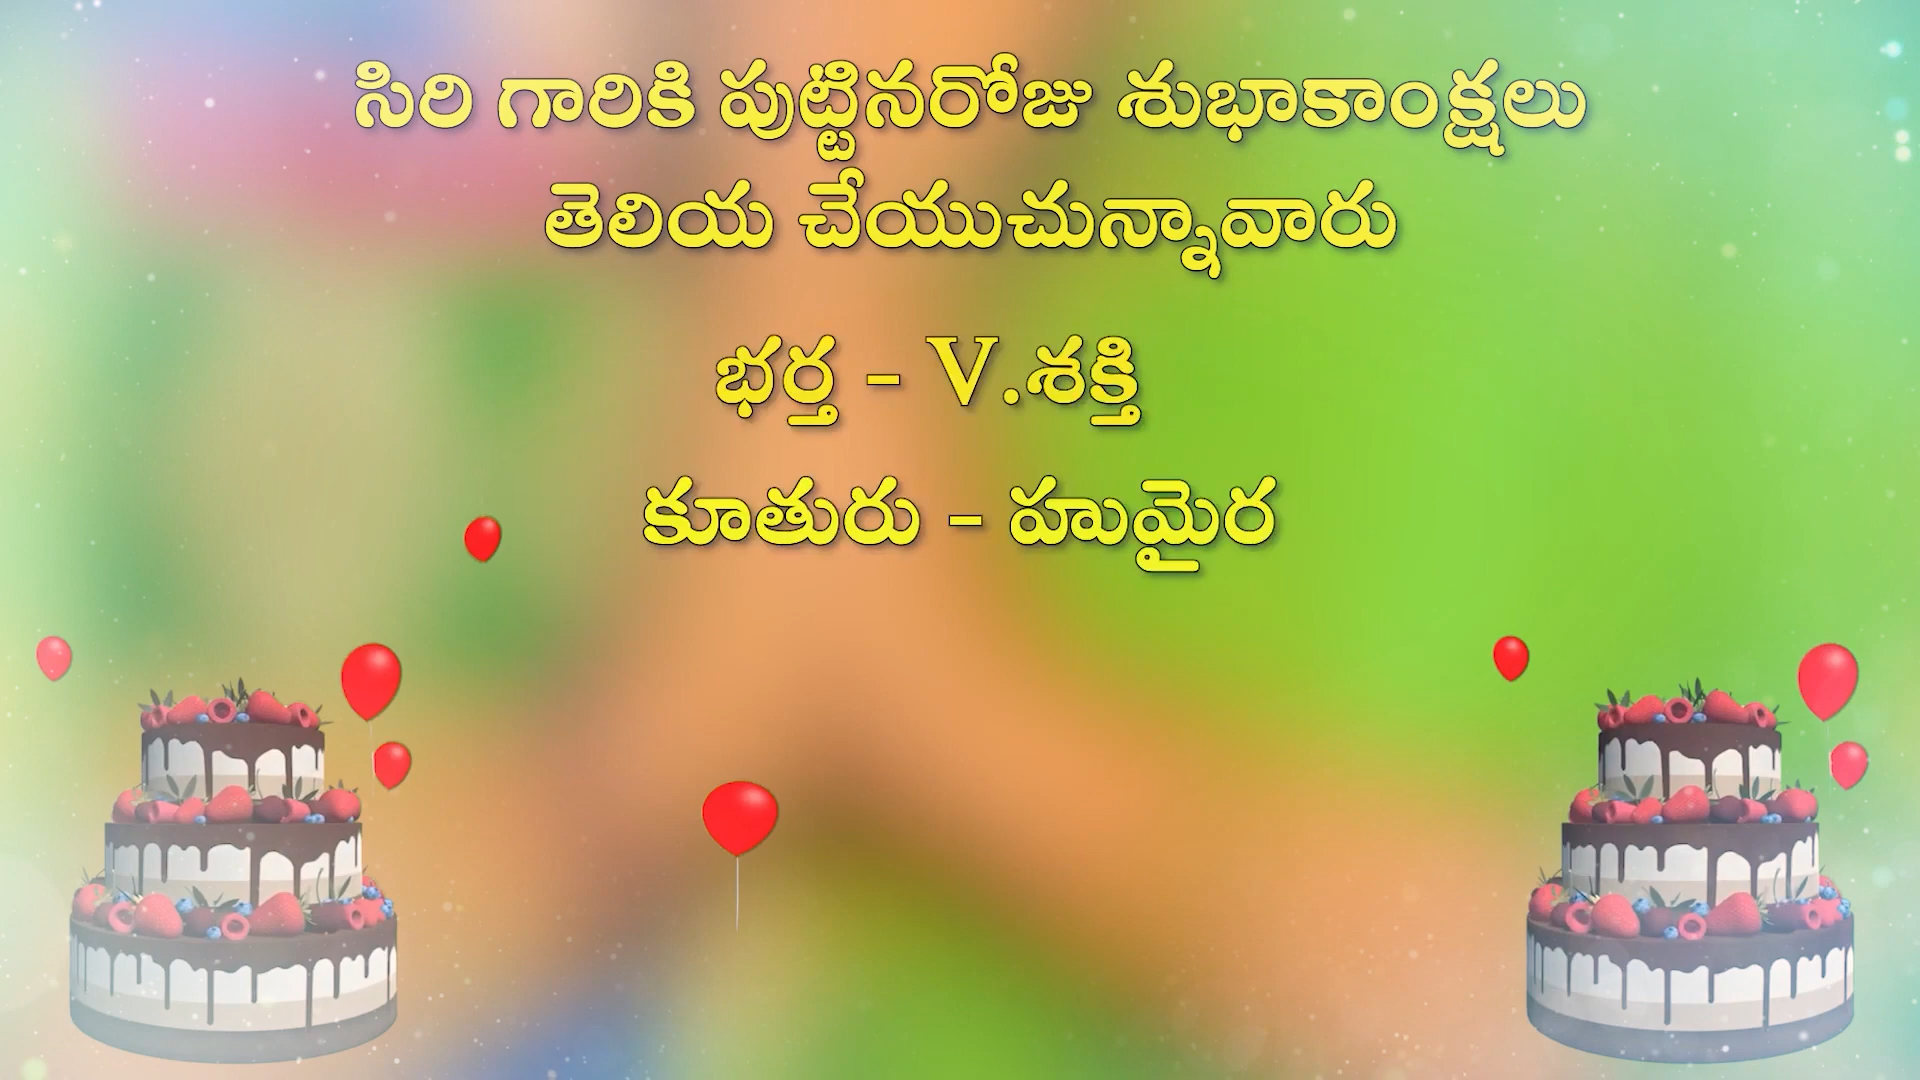 సిరి గారికి పుట్టినరోజు శుభాకాంక్షలు
తెలియ చేయుచున్నావారు
భర్త - V.శక్తి
కూతురు - హుమైర